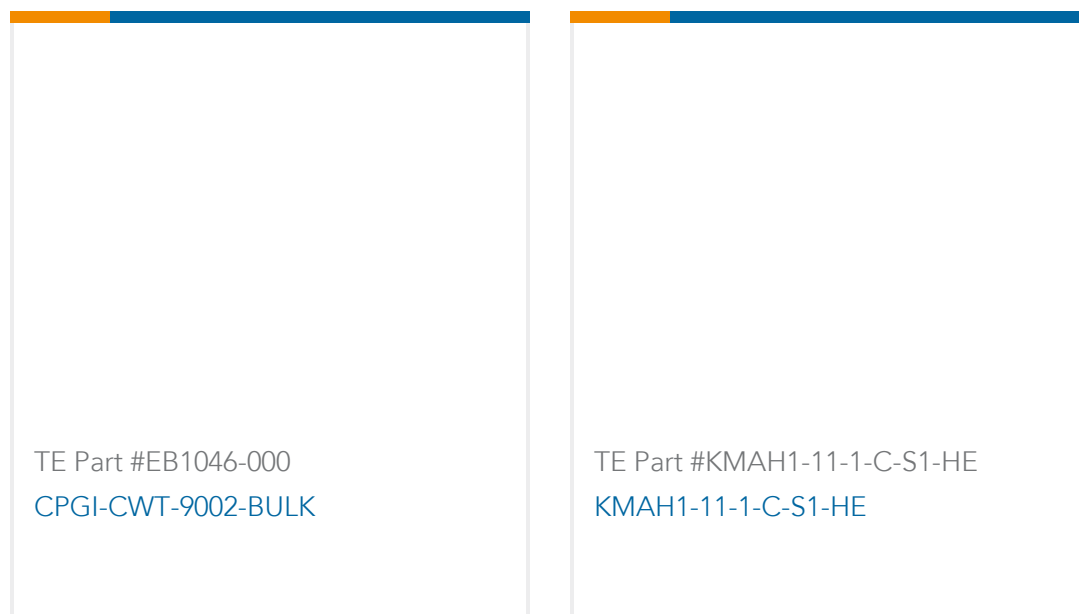 TE Part #EB1046-000
CPGI-CWT-9002-BULK
TE Part #KMAH1-11-1-C-S1-HE
KMAH1-11-1-C-S1-HE